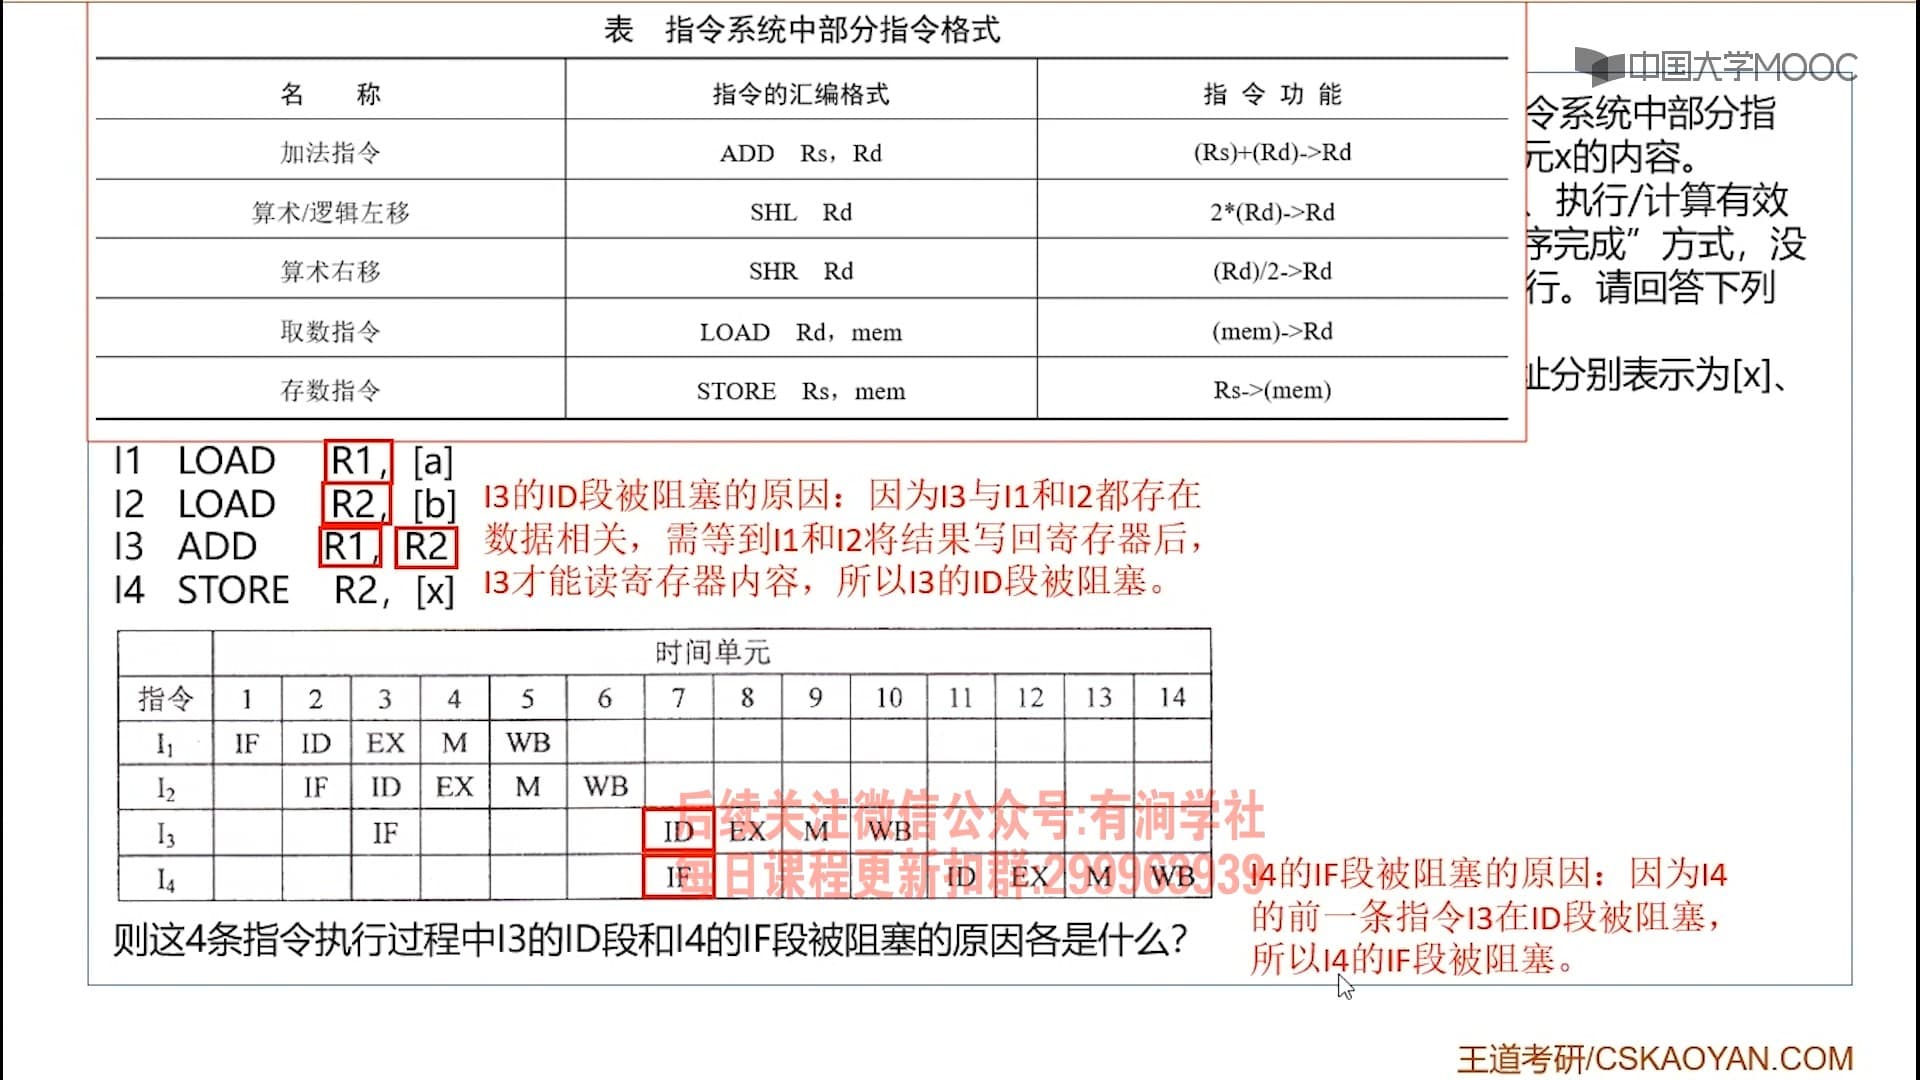 表 指令系统中部分指令格式
中国大学MOOC
名 称 指令的汇编格式 指 令 功 能
加法指令 ADD Rs，Rd (Rs)+(Rd)->Rd
算术/逻辑左移 SHL Rd 2*(Rd)->Rd
算术右移 SHR Rd (Rd)/2->Rd
取数指令 LOAD Rd，mem (mem)->Rd
存数指令 STORE Rs，mem Rs->(mem)
令系统中部分指
元x的内容。
、执行/计算有效
序完成”方式，没
行。请回答下列
址分别表示为[x]、
I1 LOAD R1, [a]
I2 LOAD R2, [b]
I3 ADD R1, R2
I4 STORE R2, [x]
I3的ID段被阻塞的原因：因为I3与I1和I2都存在
数据相关，需等到I1和I2将结果写回寄存器后，
I3才能读寄存器内容，所以I3的ID段被阻塞。
时间单元
指令 1 2 3 4 5 6 7 8 9 10 11 12 13 14
I1 IF ID EX M WB
I2 IF ID EX M WB
I3 IF ID EX M WB
I4 IF ID EX M WB
后续关注微信公众号:有涧学社
每日课程更新扣群:299963939
I4的IF段被阻塞的原因：因为I4
的前一条指令I3在ID段被阻塞，
所以I4的IF段被阻塞。
则这4条指令执行过程中I3的ID段和I4的IF段被阻塞的原因各是什么？
王道考研/CSKAOYAN.COM